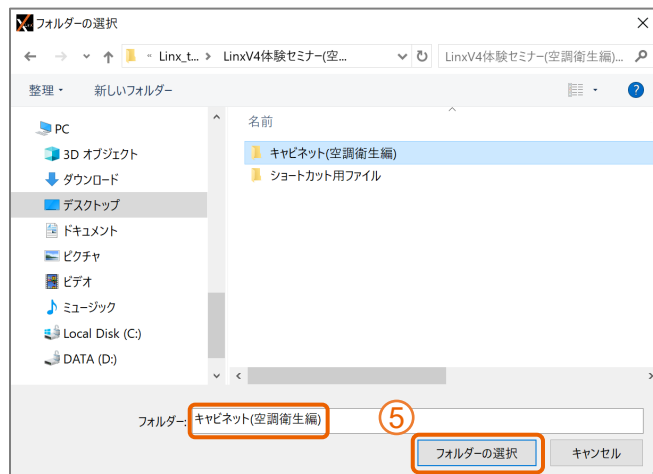 フォルダーの選択
« Linx_t... › LinxV4体験セミナー(空... LinxV4体験セミナー(空調衛生編)...
整理 新しいフォルダー
名前
PC
3D オブジェクト
ダウンロード
デスクトップ
ドキュメント
ピクチャ
ビデオ
ミュージック
Local Disk (C:)
DATA (D:)
キャビネット(空調衛生編)
ショートカット用ファイル
フォルダー: キャビネット(空調衛生編)
⑤
フォルダーの選択 キャンセル